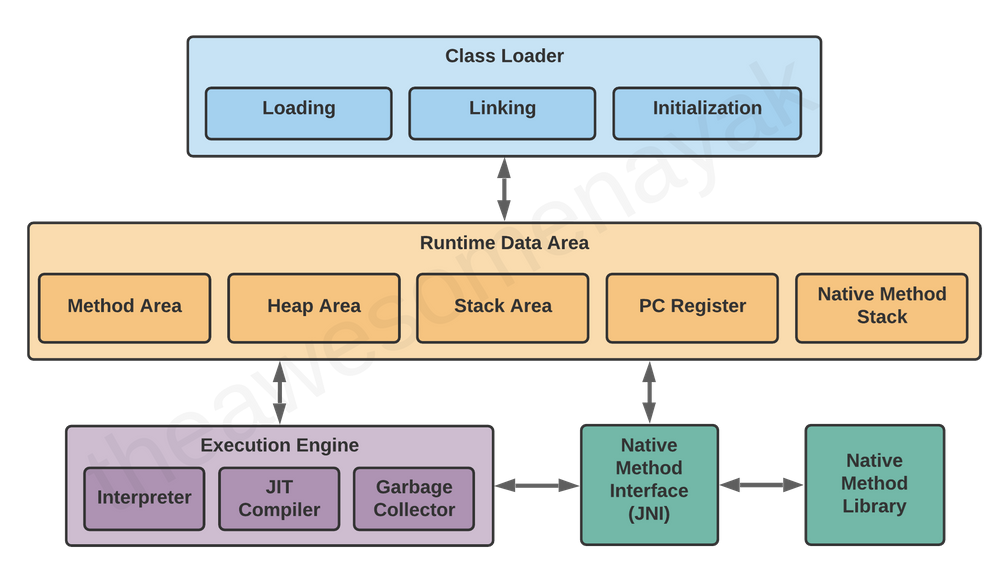 Class Loader
Loading
Linking
Initialization
Runtime Data Area
Method Area
Heap Area
Stack Area
PC Register
Native Method
Stack
Execution Engine
Interpreter
JIT
Compiler
Garbage
Collector
Native
Method
Interface
(JNI)
Native
Method
Library
theawesomenayak